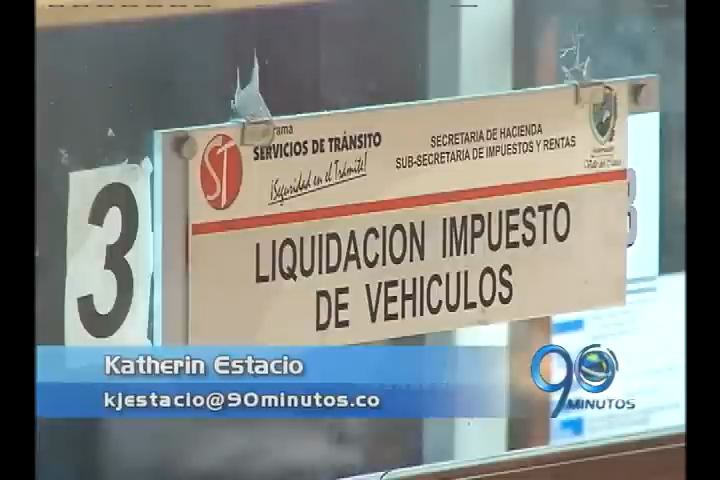 3
ST
SERVICIOS DE TRÁNSITO
¡Seguridad en el Trámite!
SECRETARIA DE HACIENDA
SUB-SECRETARIA DE IMPUESTOS Y RENTAS
LIQUIDACION IMPUESTO
DE VEHICULOS
Katherin Estacio
kjestacio@90minutos.co
90
MINUTOS